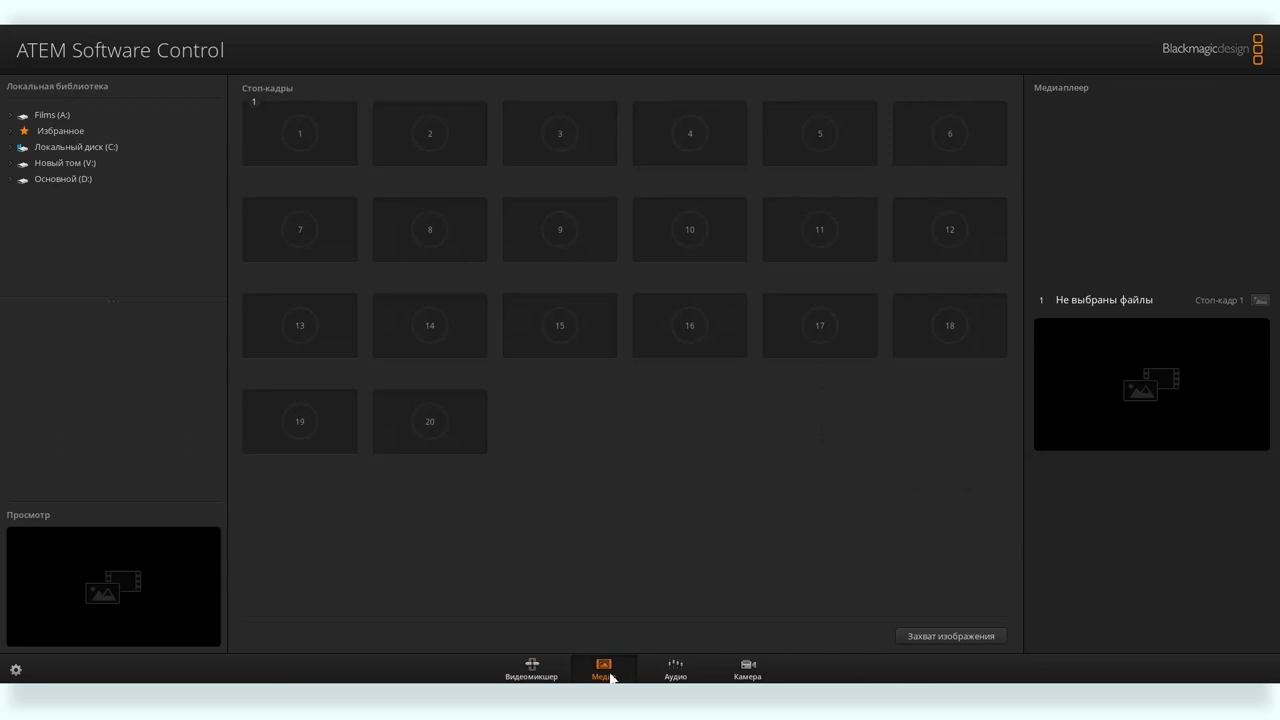 ATEM Software Control
Blackmagicdesign
Локальная библиотека
Films (A:)
Избранное
Локальный диск (C:)
Новый том (V:)
Основной (D:)
Просмотр
Стоп-кадры
1
1 2 3 4 5 6
7 8 9 10 11 12
13 14 15 16 17 18
19 20
Захват изображения
Медиаплеер
1 Не выбраны файлы Стоп-кадр 1
Видеомикшер Аудио Камера